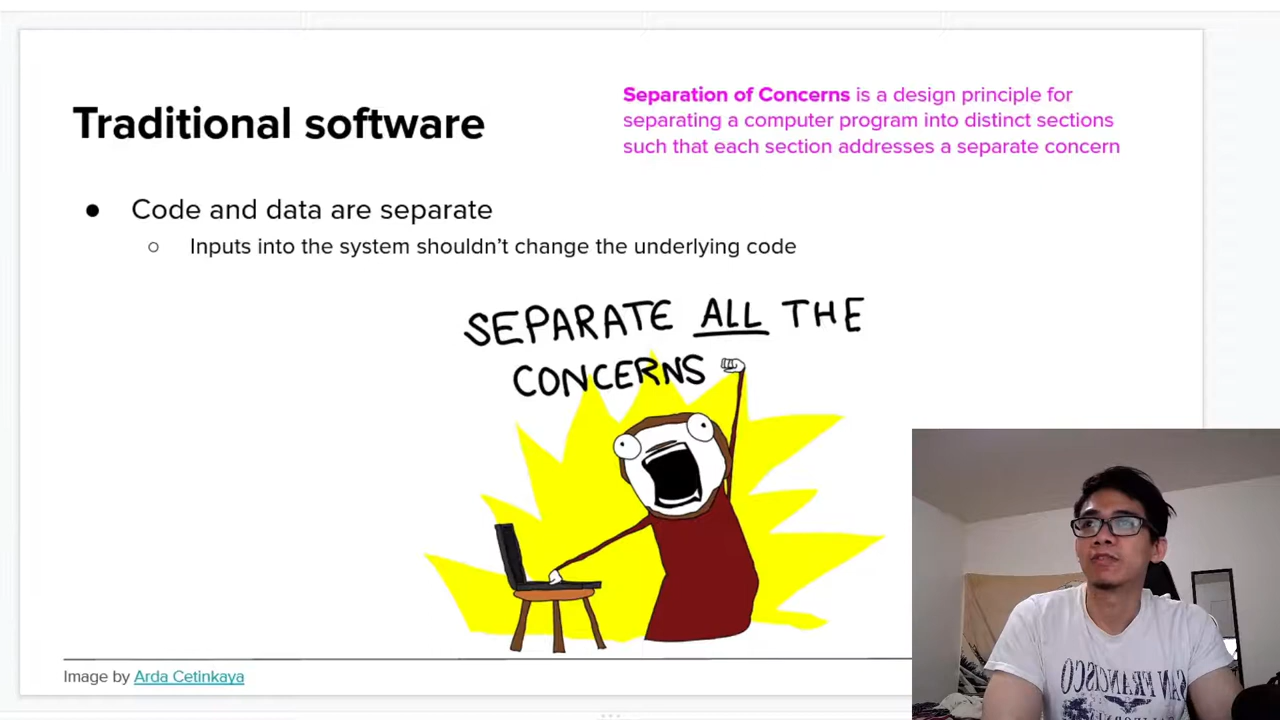 Traditional software
Separation of Concerns is a design principle for
separating a computer program into distinct sections
such that each section addresses a separate concern
● Code and data are separate
○ Inputs into the system shouldn't change the underlying code
SEPARATE ALL THE
CONCERNS
Image by Arda Cetinkaya
SAN FRANCISCO